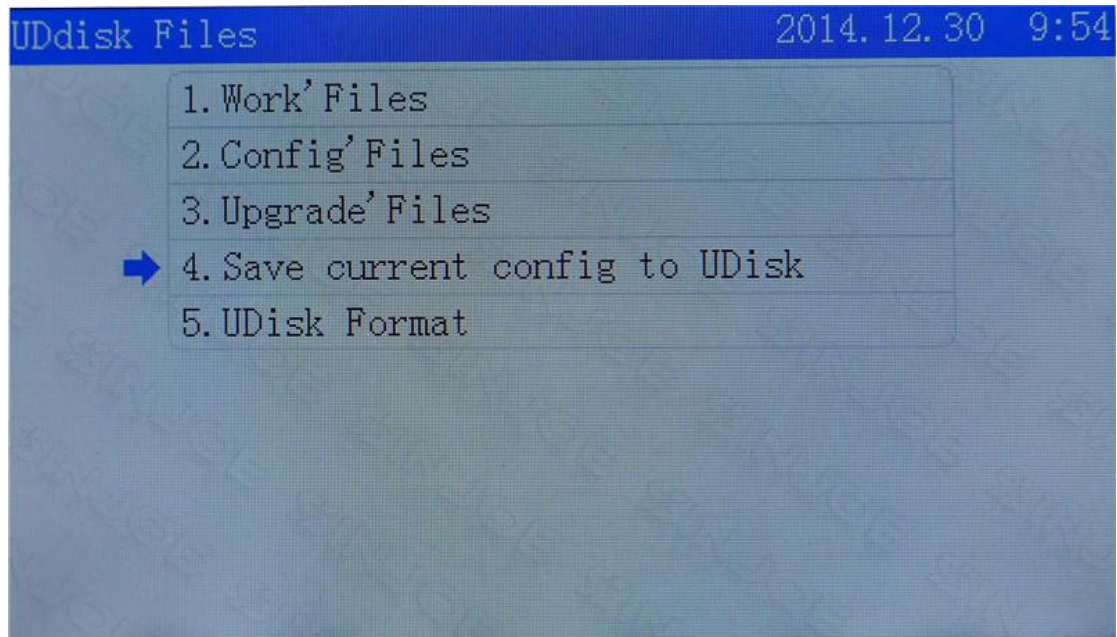 UDdisk Files 2014.12.30 9:54
1.Work'Files
2.Config'Files
3.Upgrade'Files
4.Save current config to UDisk
5.UDisk Format